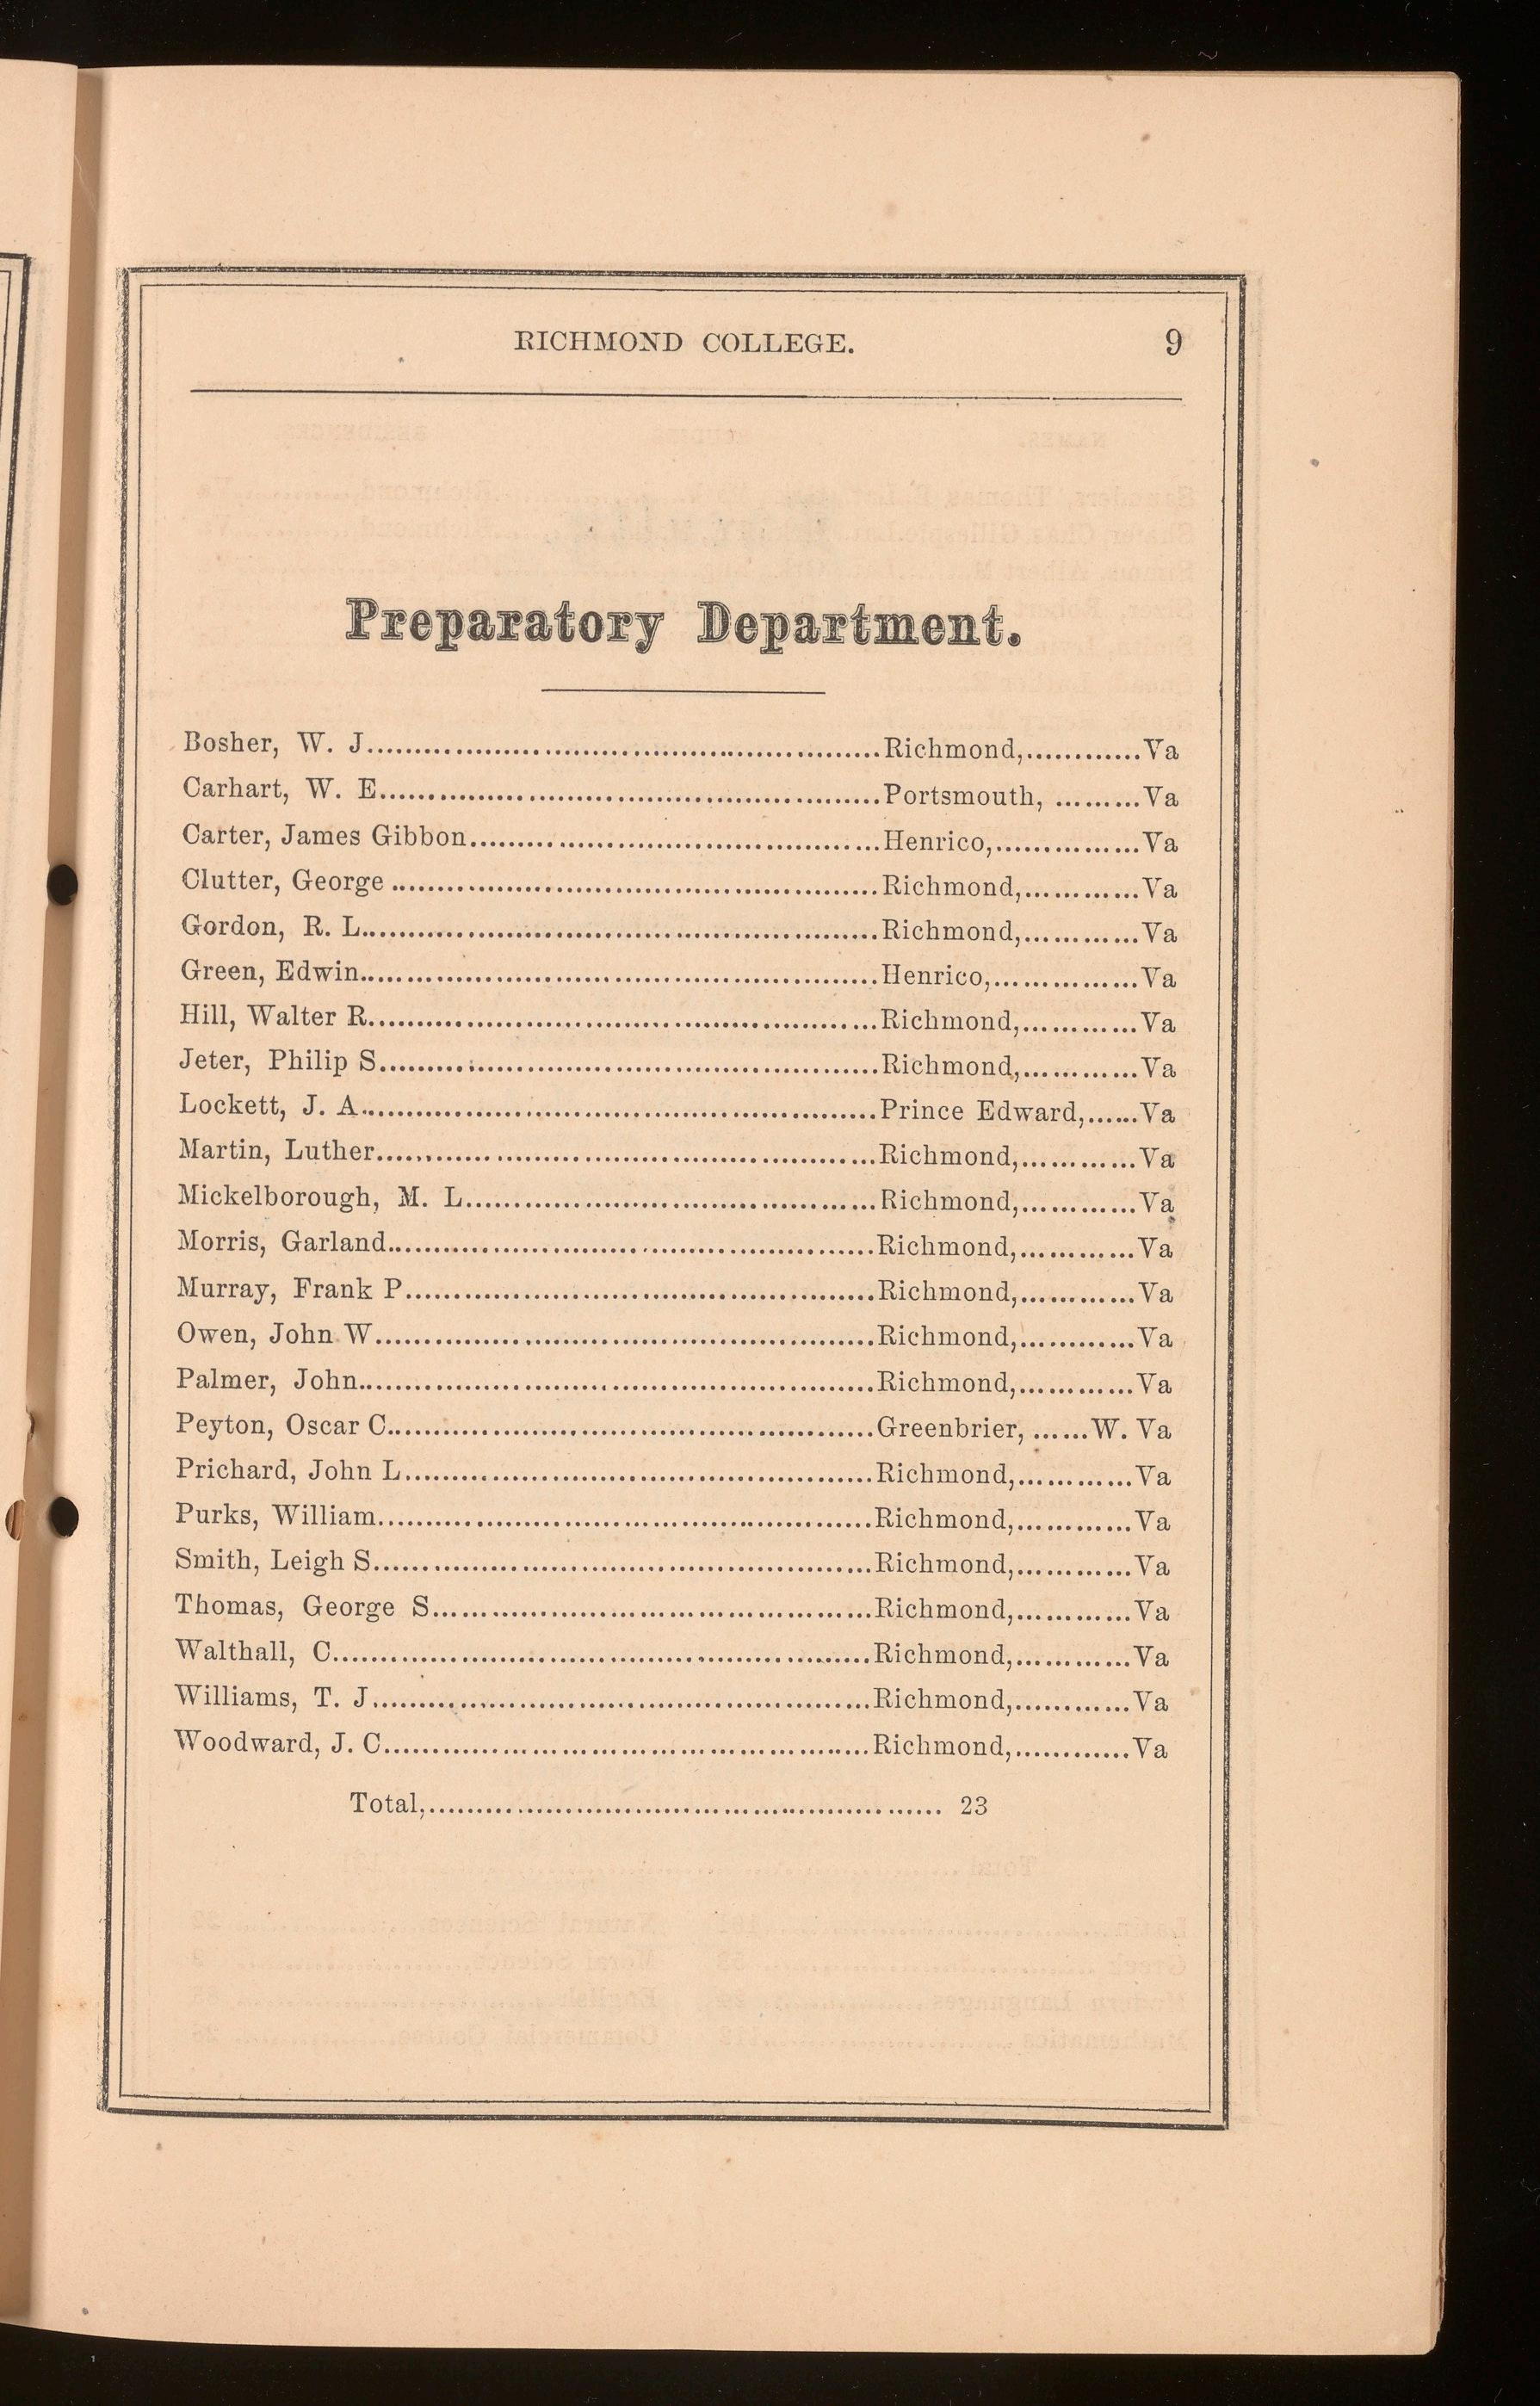 RICHMOND COLLEGE. 9
Preparatory Department.
Bosher, W. J........................................................Richmond,............Va
Carhart, W. E........................................................Portsmouth, .........Va
Carter, James Gibbon.............................................Henrico,...............Va
Clutter, George .....................................................Richmond,............Va
Gordon, R. L........................................................Richmond,............Va
Green, Edwin........................................................Henrico,...............Va
Hill, Walter R.......................................................Richmond,............Va
Jeter, Philip S.......................................................Richmond,............Va
Lockett, J. A........................................................Prince Edward,......Va
Martin, Luther......................................................Richmond,............Va
Mickelborough, M. L.............................................Richmond,............Va
Morris, Garland.....................................................Richmond,............Va
Murray, Frank P...................................................Richmond,............Va
Owen, John W......................................................Richmond,............Va
Palmer, John........................................................Richmond,............Va
Peyton, Oscar C.....................................................Greenbrier, ......W. Va
Prichard, John L...................................................Richmond,............Va
Purks, William......................................................Richmond,............Va
Smith, Leigh S......................................................Richmond,............Va
Thomas, George S................................................Richmond,............Va
Walthall, C...........................................................Richmond,............Va
Williams, T. J.......................................................Richmond,............Va
Woodward, J. C.....................................................Richmond,............Va
Total,........................................................ 23